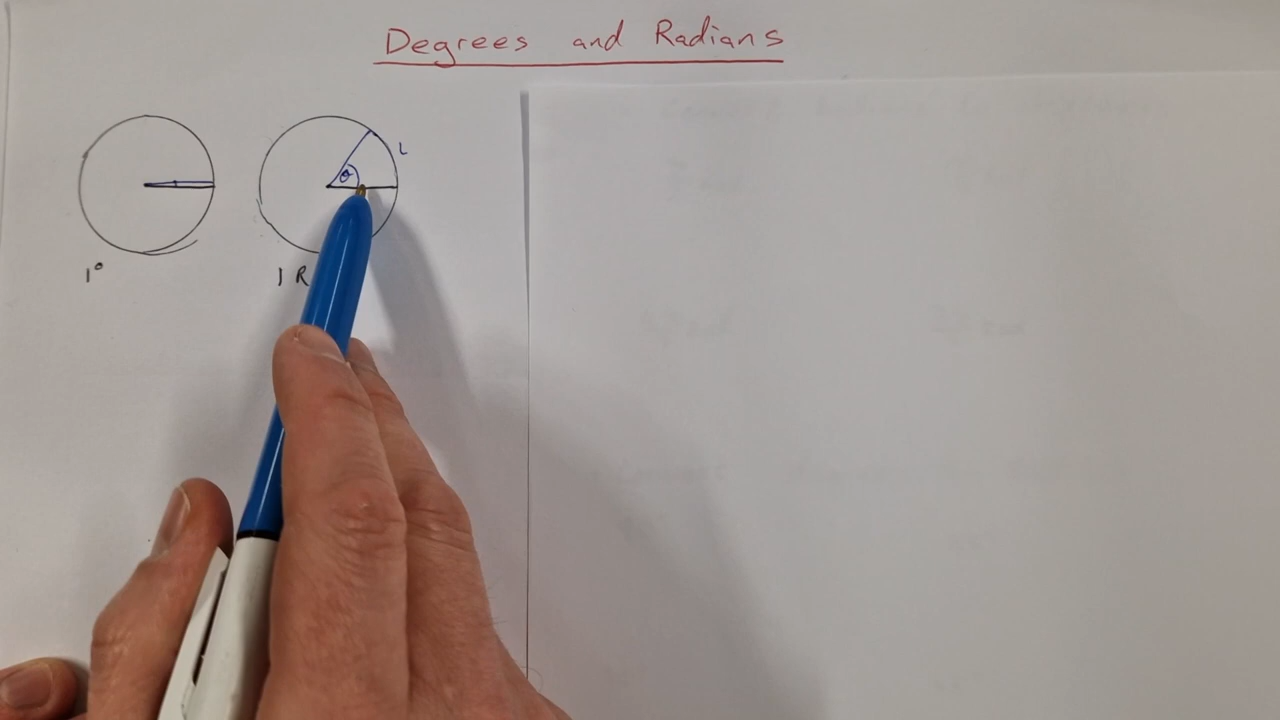 Degrees and Radians
θ
L
1° 1 R